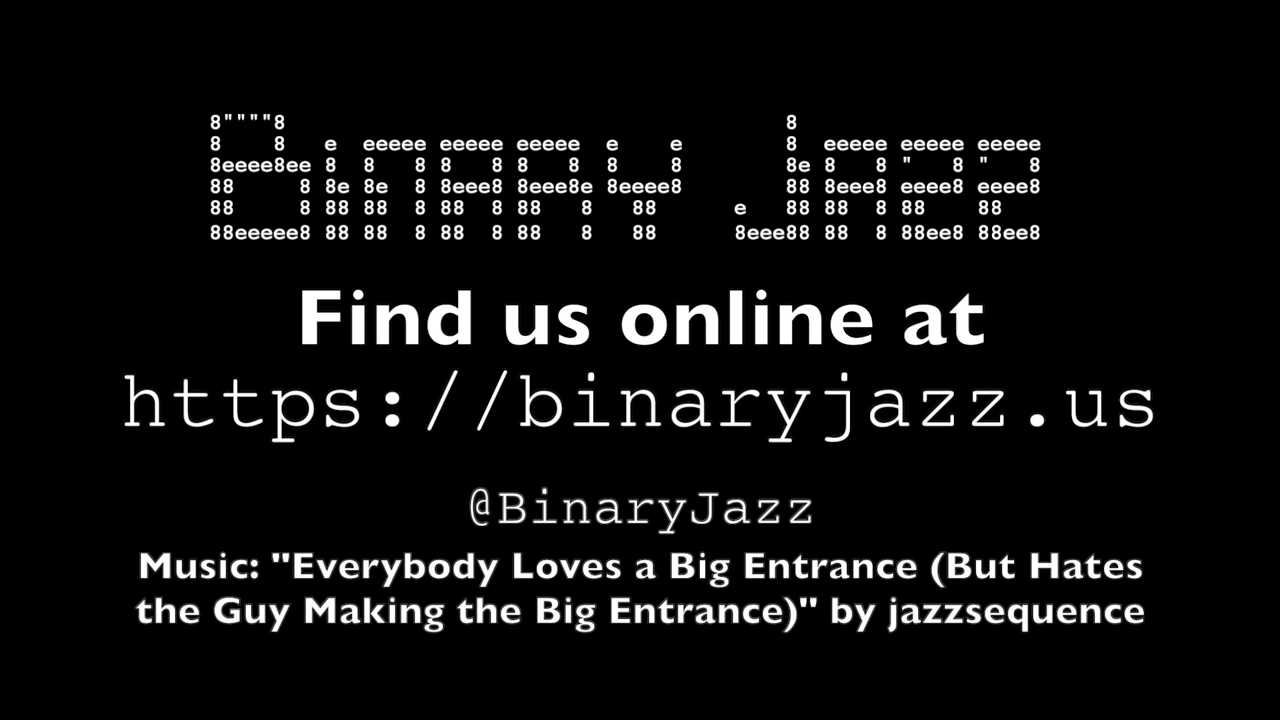 Binary Jazz
Find us online at
https://binaryjazz.us
@BinaryJazz
Music: "Everybody Loves a Big Entrance (But Hates
the Guy Making the Big Entrance)" by jazzsequence